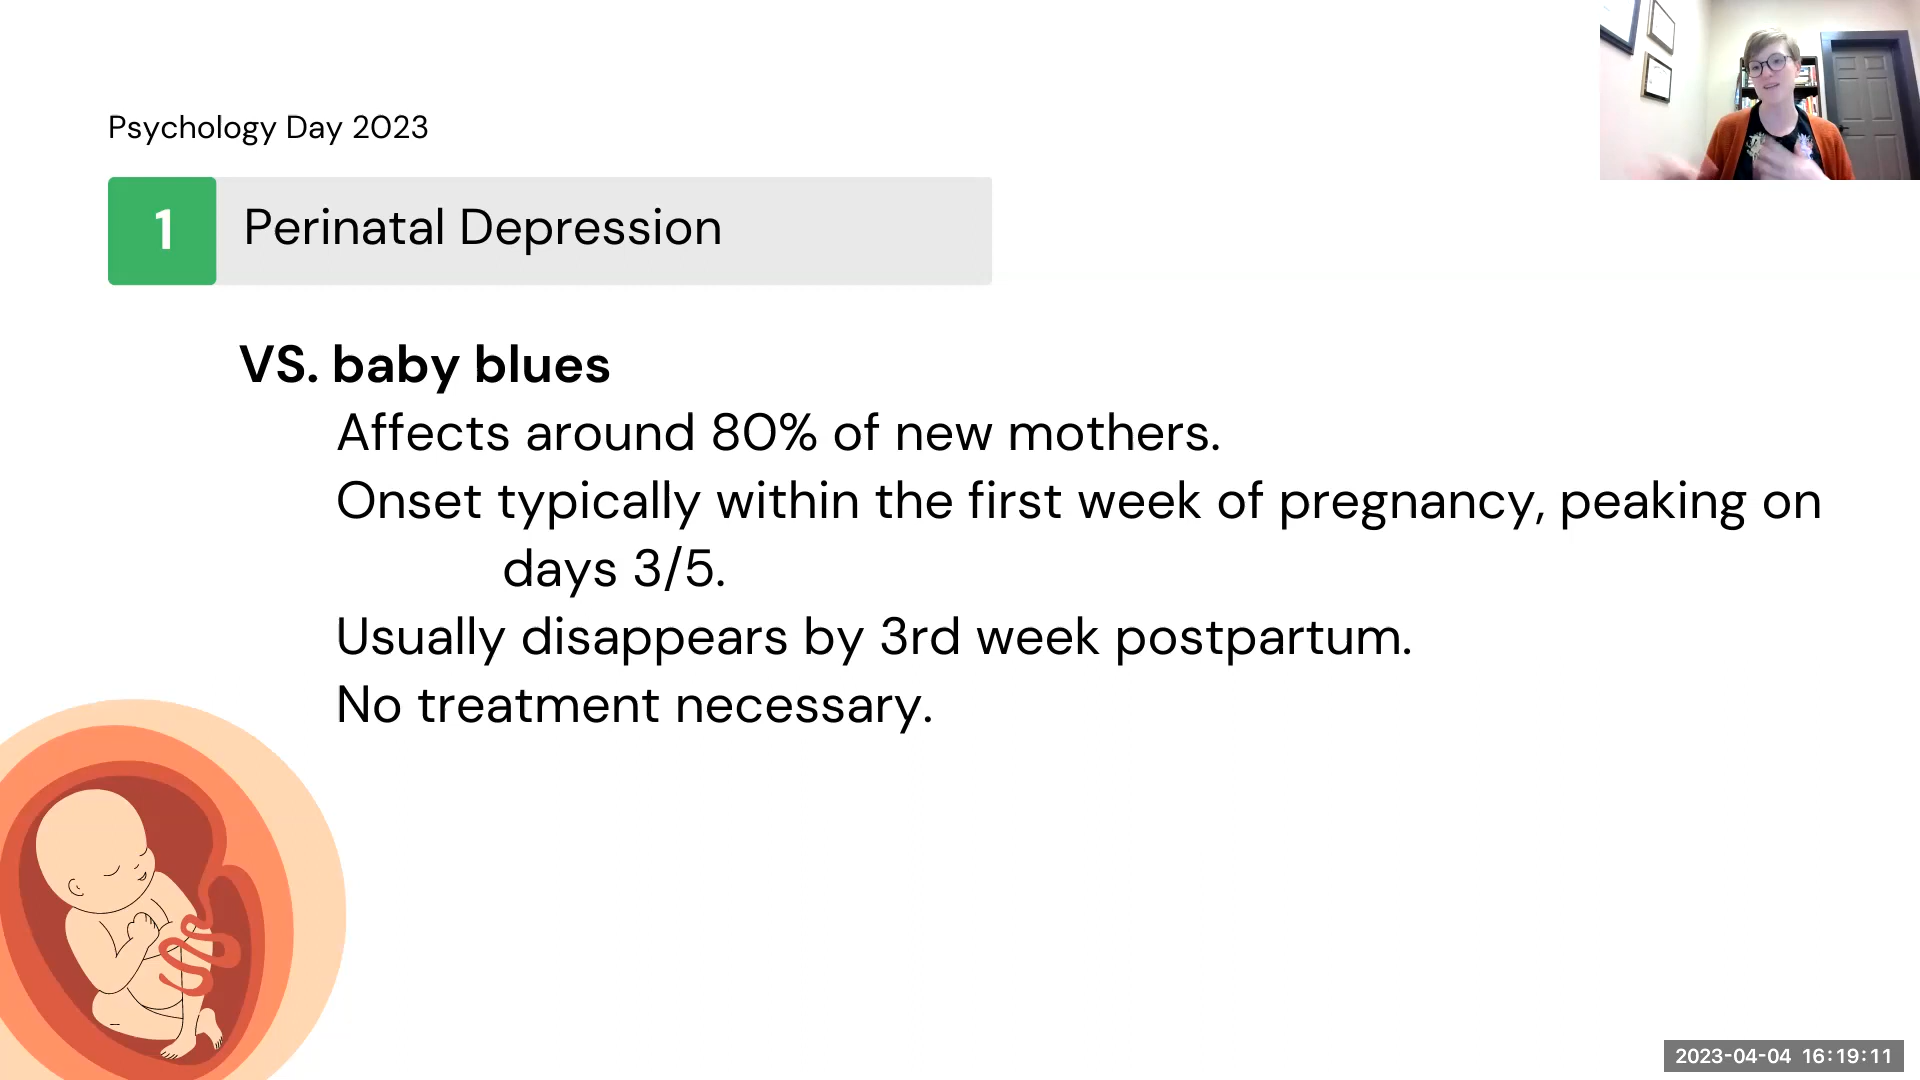 Psychology Day 2023
1 Perinatal Depression
VS. baby blues
Affects around 80% of new mothers.
Onset typically within the first week of pregnancy, peaking on
days 3/5.
Usually disappears by 3rd week postpartum.
No treatment necessary.
2023-04-04 16:19:11